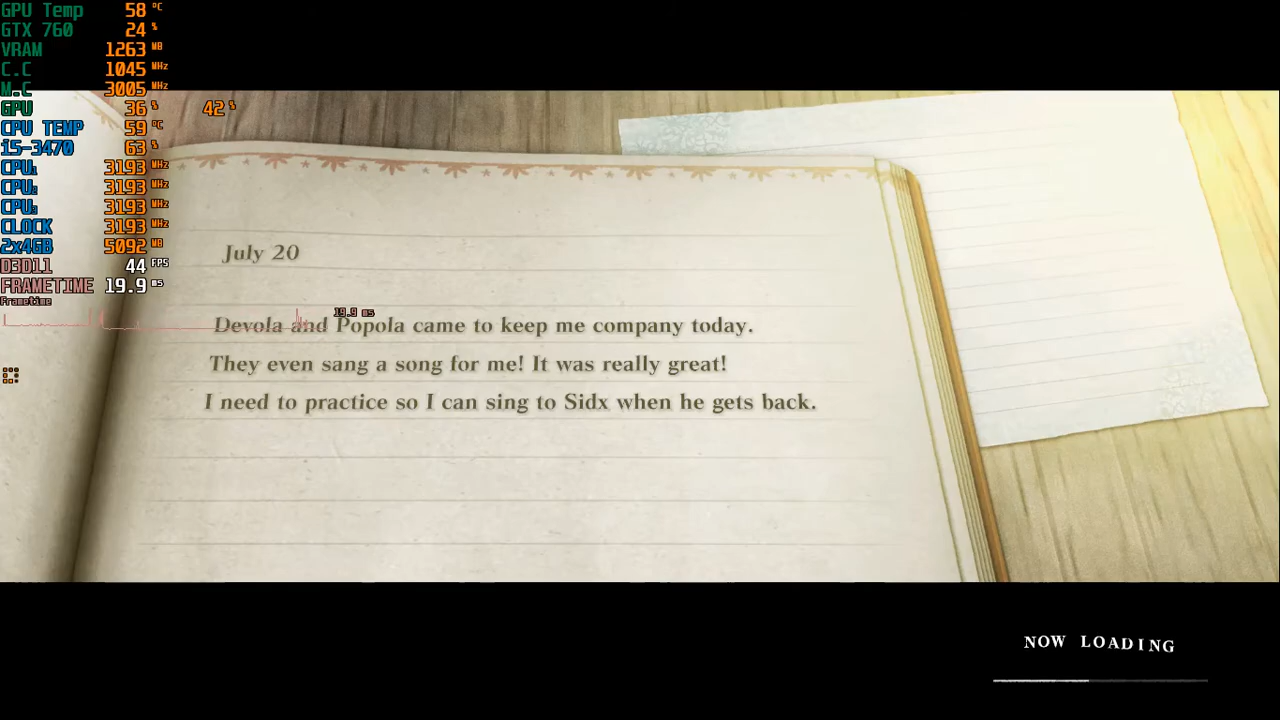 GPU Temp 58 °C
GTX 760 24 %
VRAM 1263 MB
C.C 1045 MHz
M.C 3005 MHz
GPU 36 % 42 %
CPU TEMP 59 °C
i5-3470 63 %
CPU1 3193 MHz
CPU2 3193 MHz
CPU3 3193 MHz
CLOCK 3193 MHz
2x4GB 5092 MB
D3D11 44 FPS
FRAMETIME 19.9 ms
Frametime
19.9 ms
July 20
Devola and Popola came to keep me company today.
They even sang a song for me! It was really great!
I need to practice so I can sing to Sidx when he gets back.
NOW LOADING